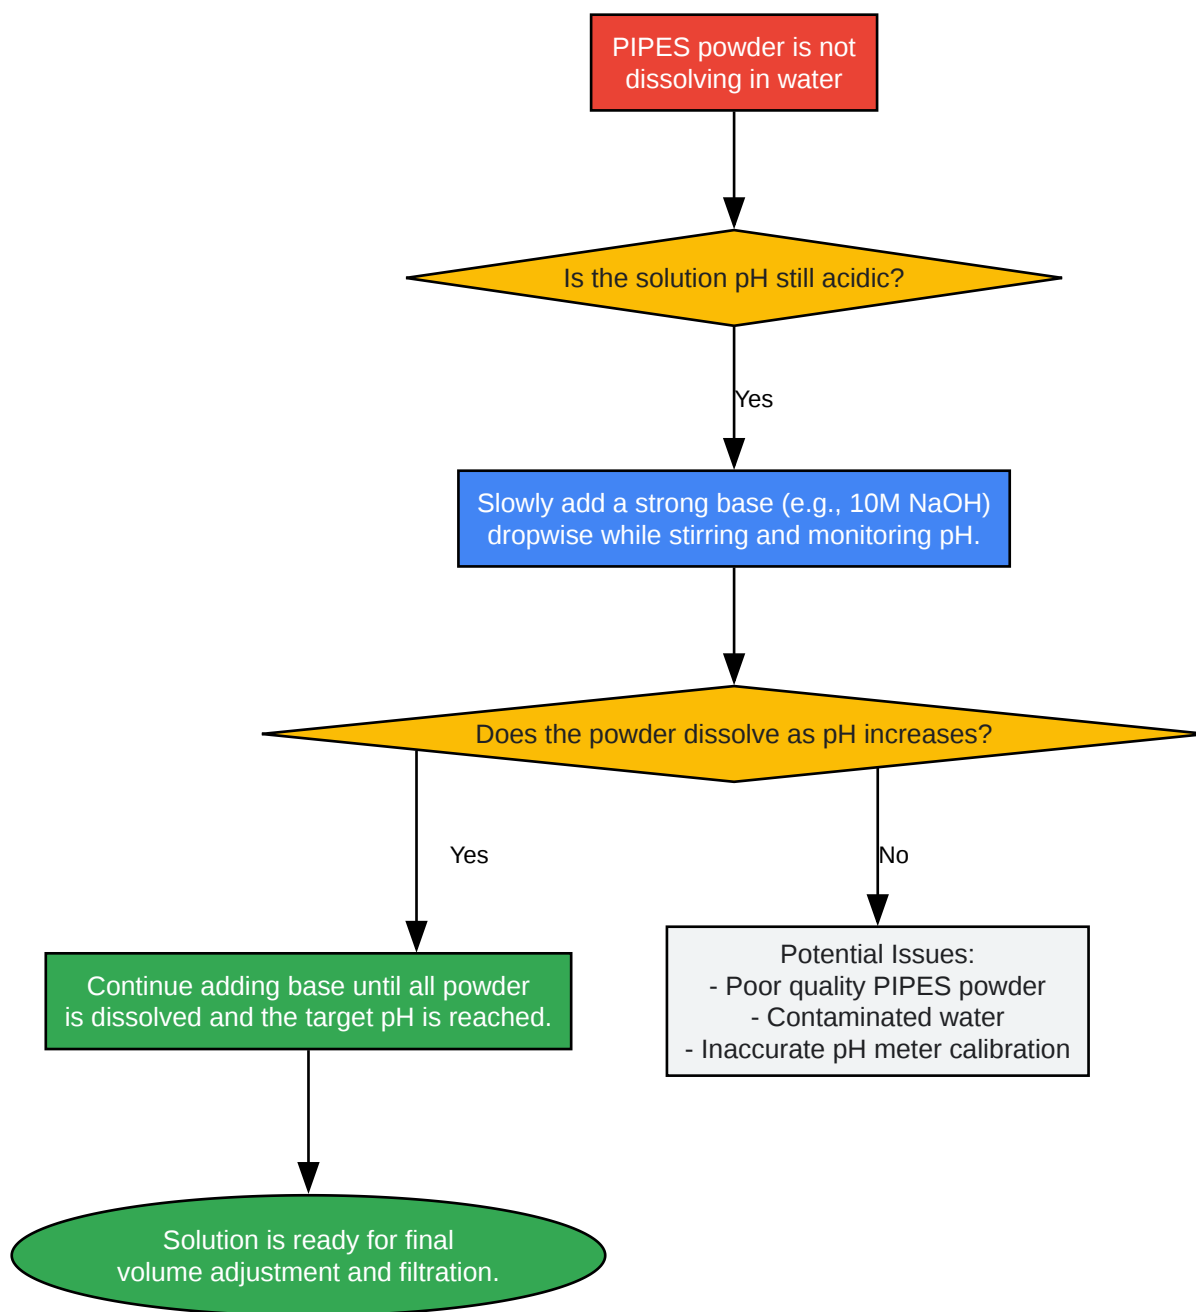 PIPES powder is not
dissolving in water
Is the solution pH still acidic?
Yes
Slowly add a strong base (e.g., 10M NaOH)
dropwise while stirring and monitoring pH.
Does the powder dissolve as pH increases?
Yes
No
Continue adding base until all powder
is dissolved and the target pH is reached.
Potential Issues:
- Poor quality PIPES powder
- Contaminated water
- Inaccurate pH meter calibration
Solution is ready for final
volume adjustment and filtration.